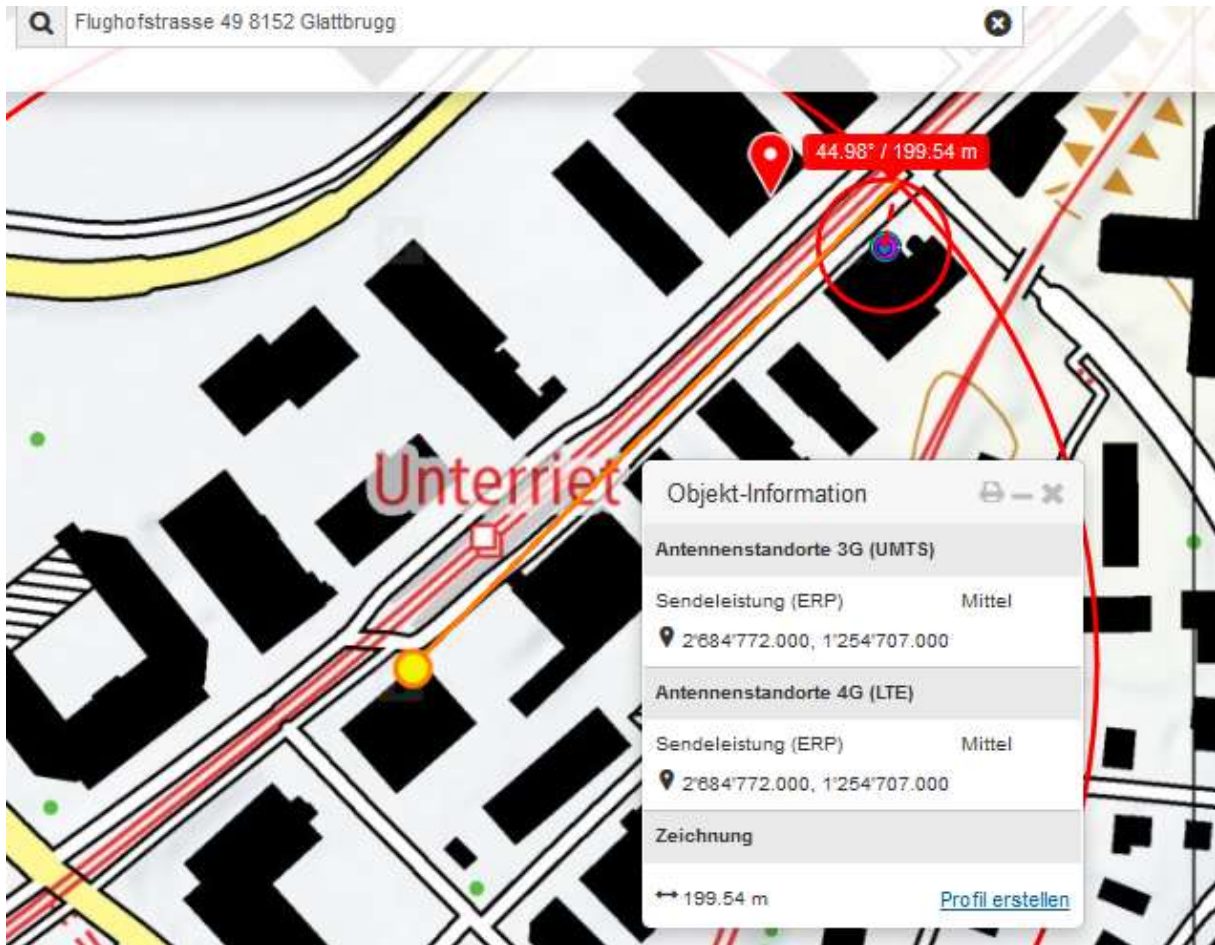 Flughofstrasse 49 8152 Glattbrugg
44.98° / 199.54 m
Unterriet
Objekt-Information
Antennenstandorte 3G (UMTS)
Sendeleistung (ERP) Mittel
2'684'772.000, 1'254'707.000
Antennenstandorte 4G (LTE)
Sendeleistung (ERP) Mittel
2'684'772.000, 1'254'707.000
Zeichnung
199.54 m Profil erstellen